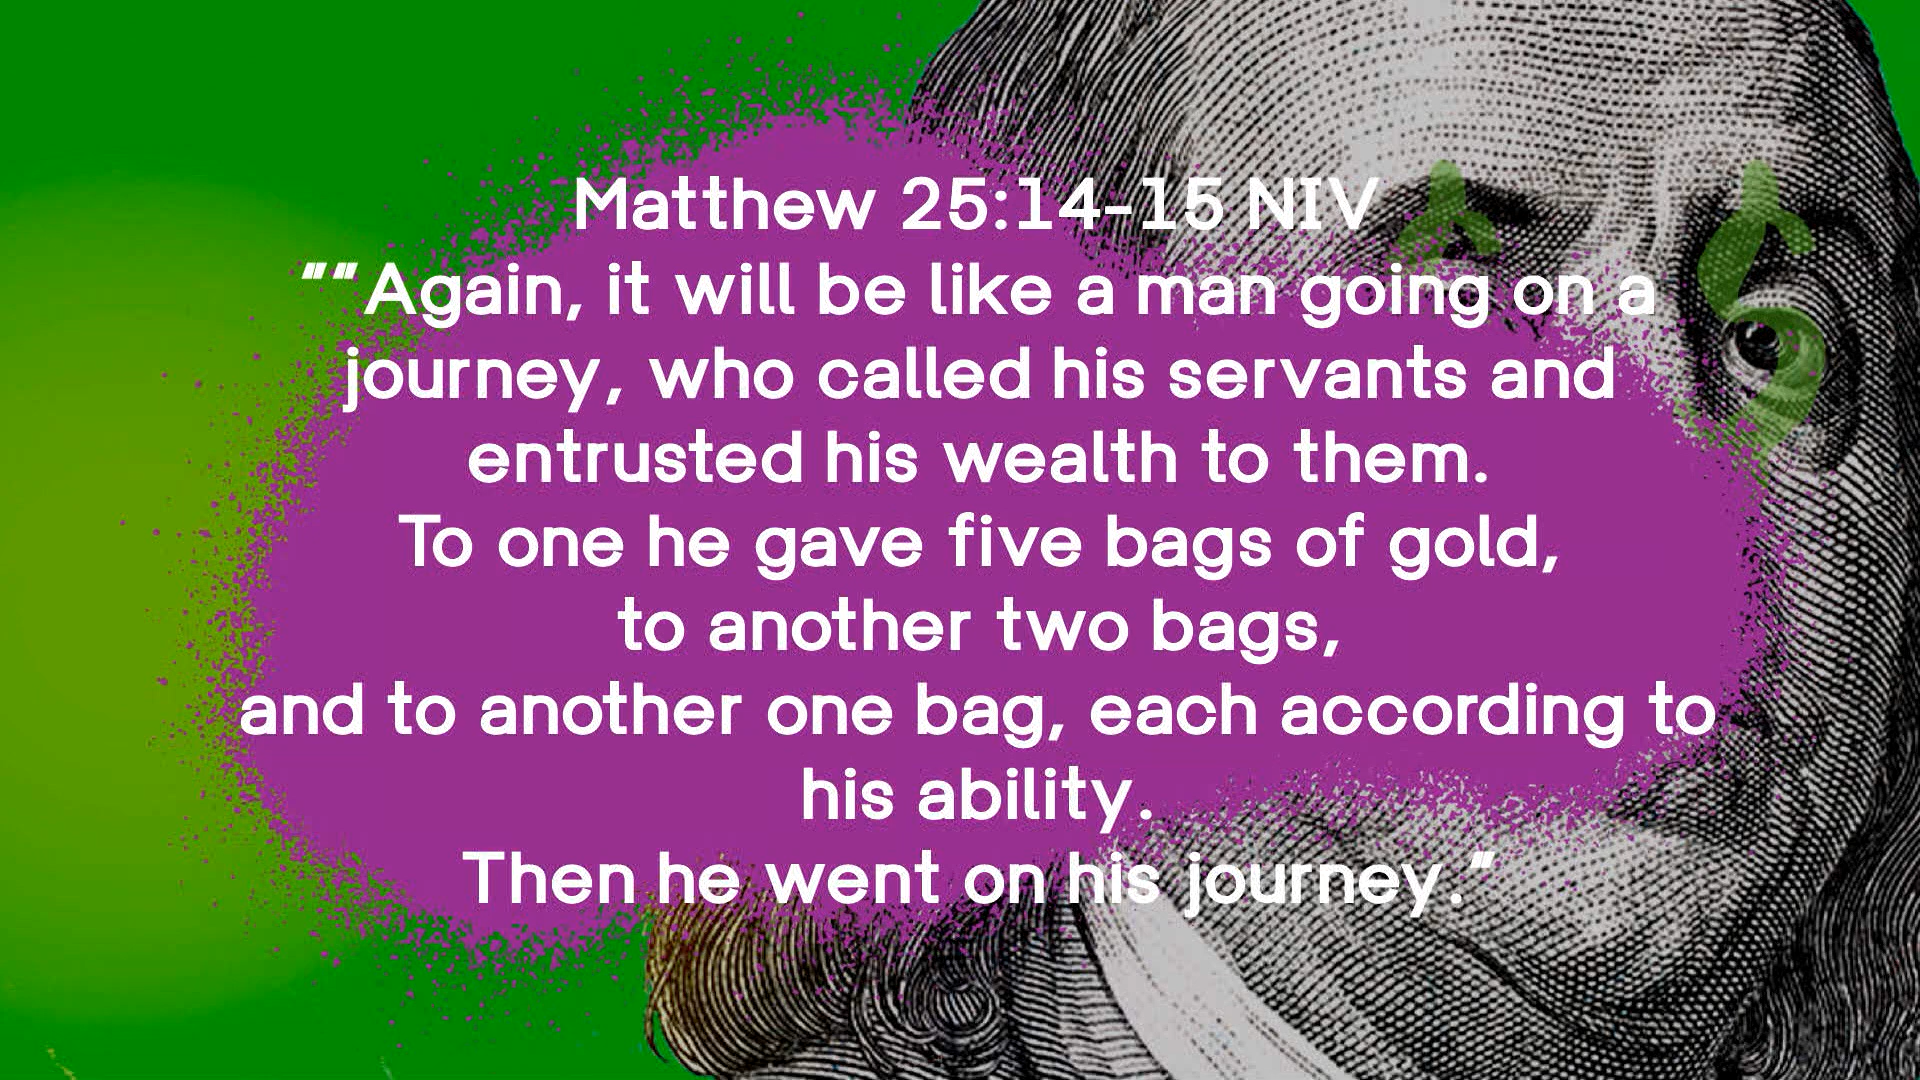 Matthew 25:14-15 NIV
““Again, it will be like a man going on a
journey, who called his servants and
entrusted his wealth to them.
To one he gave five bags of gold,
to another two bags,
and to another one bag, each according to
his ability.
Then he went on his journey.”